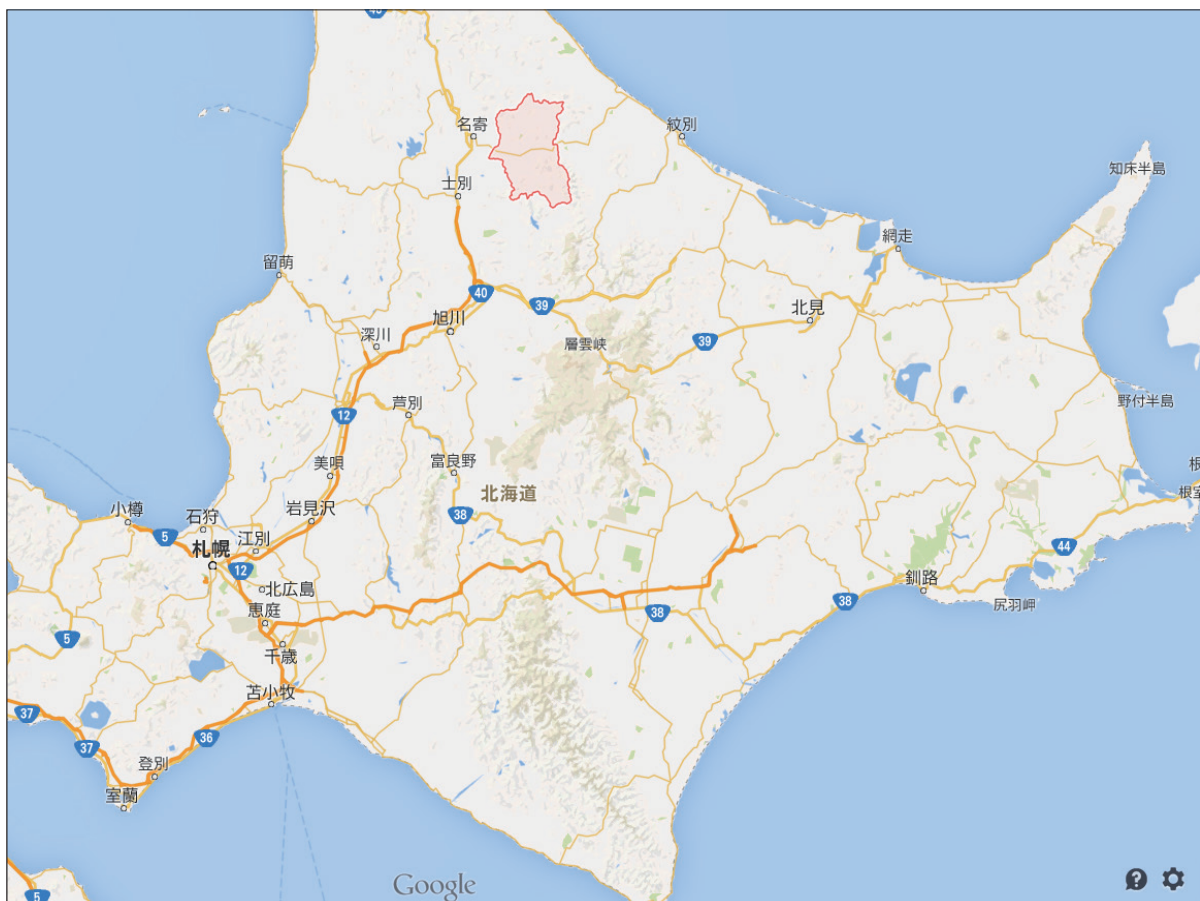 40
名寄
紋別
知床半島
士別
網走
留萌
40
39
北見
旭川
深川
層雲峡
39
野付半島
芦別
12
富良野
美唄
北海道
根
根室
小樽
石狩
岩見沢
38
5
江別
札幌
44
12
釧路
北広島
38
尻羽岬
恵庭
38
5
千歳
苫小牧
37
36
37
登別
室蘭
Google
5